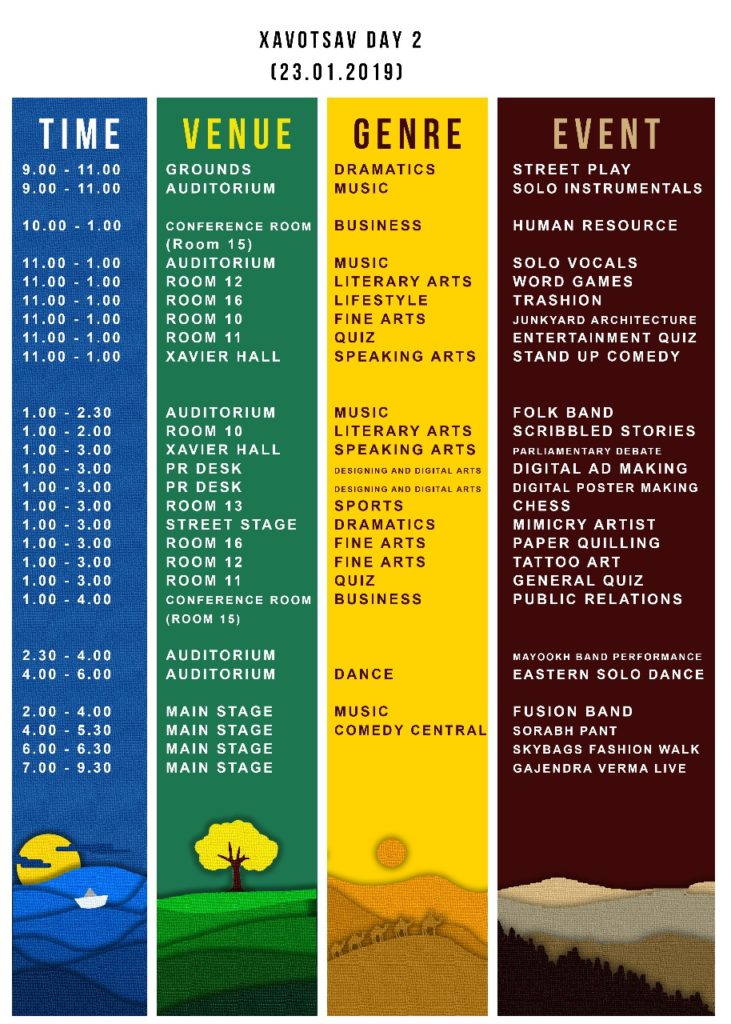 XAVOTSAV DAY 2
(23.01.2019)
TIME VENUE GENRE EVENT
9.00 - 11.00 GROUNDS DRAMATICS STREET PLAY
9.00 - 11.00 AUDITORIUM MUSIC SOLO INSTRUMENTALS
10.00 - 1.00 CONFERENCE ROOM BUSINESS HUMAN RESOURCE
(Room 15)
11.00 - 1.00 AUDITORIUM MUSIC SOLO VOCALS
11.00 - 1.00 ROOM 12 LITERARY ARTS WORD GAMES
11.00 - 1.00 ROOM 16 LIFESTYLE TRASHION
11.00 - 1.00 ROOM 10 FINE ARTS JUNKYARD ARCHITECTURE
11.00 - 1.00 ROOM 11 QUIZ ENTERTAINMENT QUIZ
11.00 - 1.00 XAVIER HALL SPEAKING ARTS STAND UP COMEDY
1.00 - 2.30 AUDITORIUM MUSIC FOLK BAND
1.00 - 2.00 ROOM 10 LITERARY ARTS SCRIBBLED STORIES
1.00 - 3.00 XAVIER HALL SPEAKING ARTS PARLIAMENTARY DEBATE
1.00 - 3.00 PR DESK DESIGNING AND DIGITAL ARTS DIGITAL AD MAKING
1.00 - 3.00 PR DESK DESIGNING AND DIGITAL ARTS DIGITAL POSTER MAKING
1.00 - 3.00 ROOM 13 SPORTS CHESS
1.00 - 3.00 STREET STAGE DRAMATICS MIMICRY ARTIST
1.00 - 3.00 ROOM 16 FINE ARTS PAPER QUILLING
1.00 - 3.00 ROOM 12 FINE ARTS TATTOO ART
1.00 - 3.00 ROOM 11 QUIZ GENERAL QUIZ
1.00 - 4.00 CONFERENCE ROOM BUSINESS PUBLIC RELATIONS
(ROOM 15)
2.30 - 4.00 AUDITORIUM MAYOOKH BAND PERFORMANCE
4.00 - 6.00 AUDITORIUM DANCE EASTERN SOLO DANCE
2.00 - 4.00 MAIN STAGE MUSIC FUSION BAND
4.00 - 5.30 MAIN STAGE COMEDY CENTRAL SORABH PANT
6.00 - 6.30 MAIN STAGE SKYBAGS FASHION WALK
7.00 - 9.30 MAIN STAGE GAJENDRA VERMA LIVE